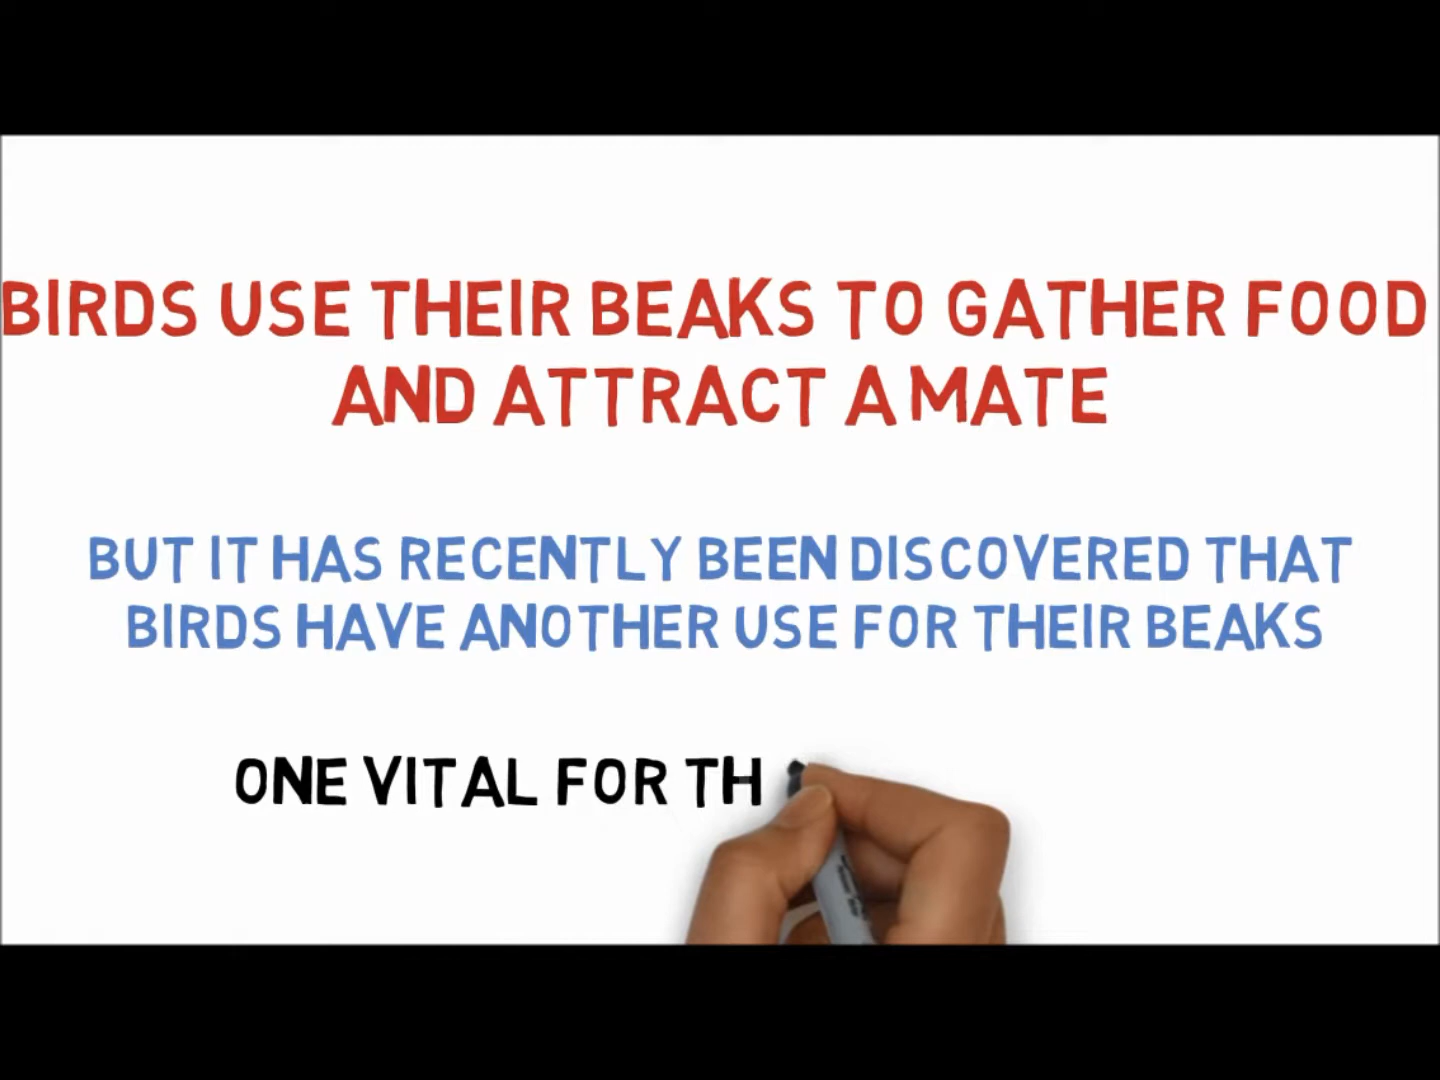 BIRDS USE THEIR BEAKS TO GATHER FOOD
AND ATTRACT A MATE
BUT IT HAS RECENTLY BEEN DISCOVERED THAT
BIRDS HAVE ANOTHER USE FOR THEIR BEAKS
ONE VITAL FOR TH